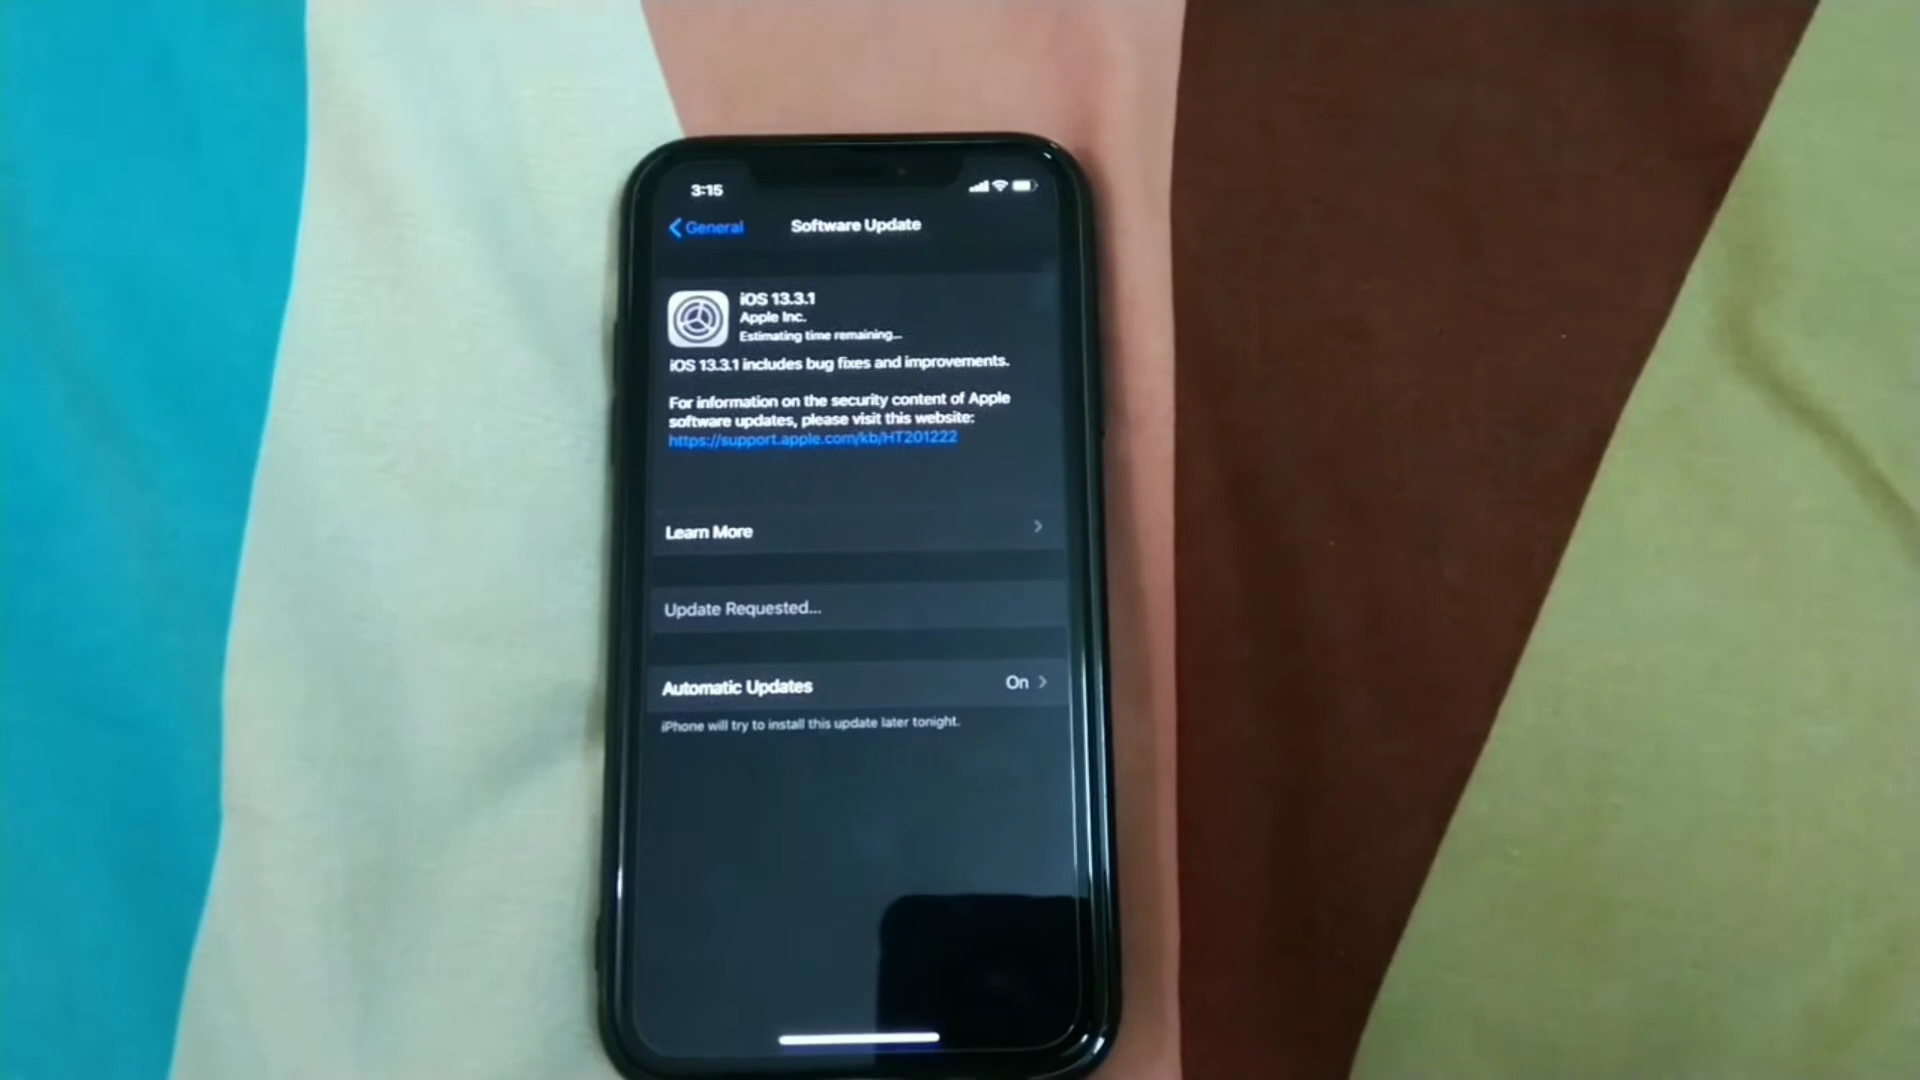 3:15
General
Software Update
iOS 13.3.1
Apple Inc.
Estimating time remaining...
iOS 13.3.1 includes bug fixes and improvements.
For information on the security content of Apple
software updates, please visit this website:
https://support.apple.com/kb/HT201222
Learn More
Update Requested...
Automatic Updates
On
iPhone will try to install this update later tonight.